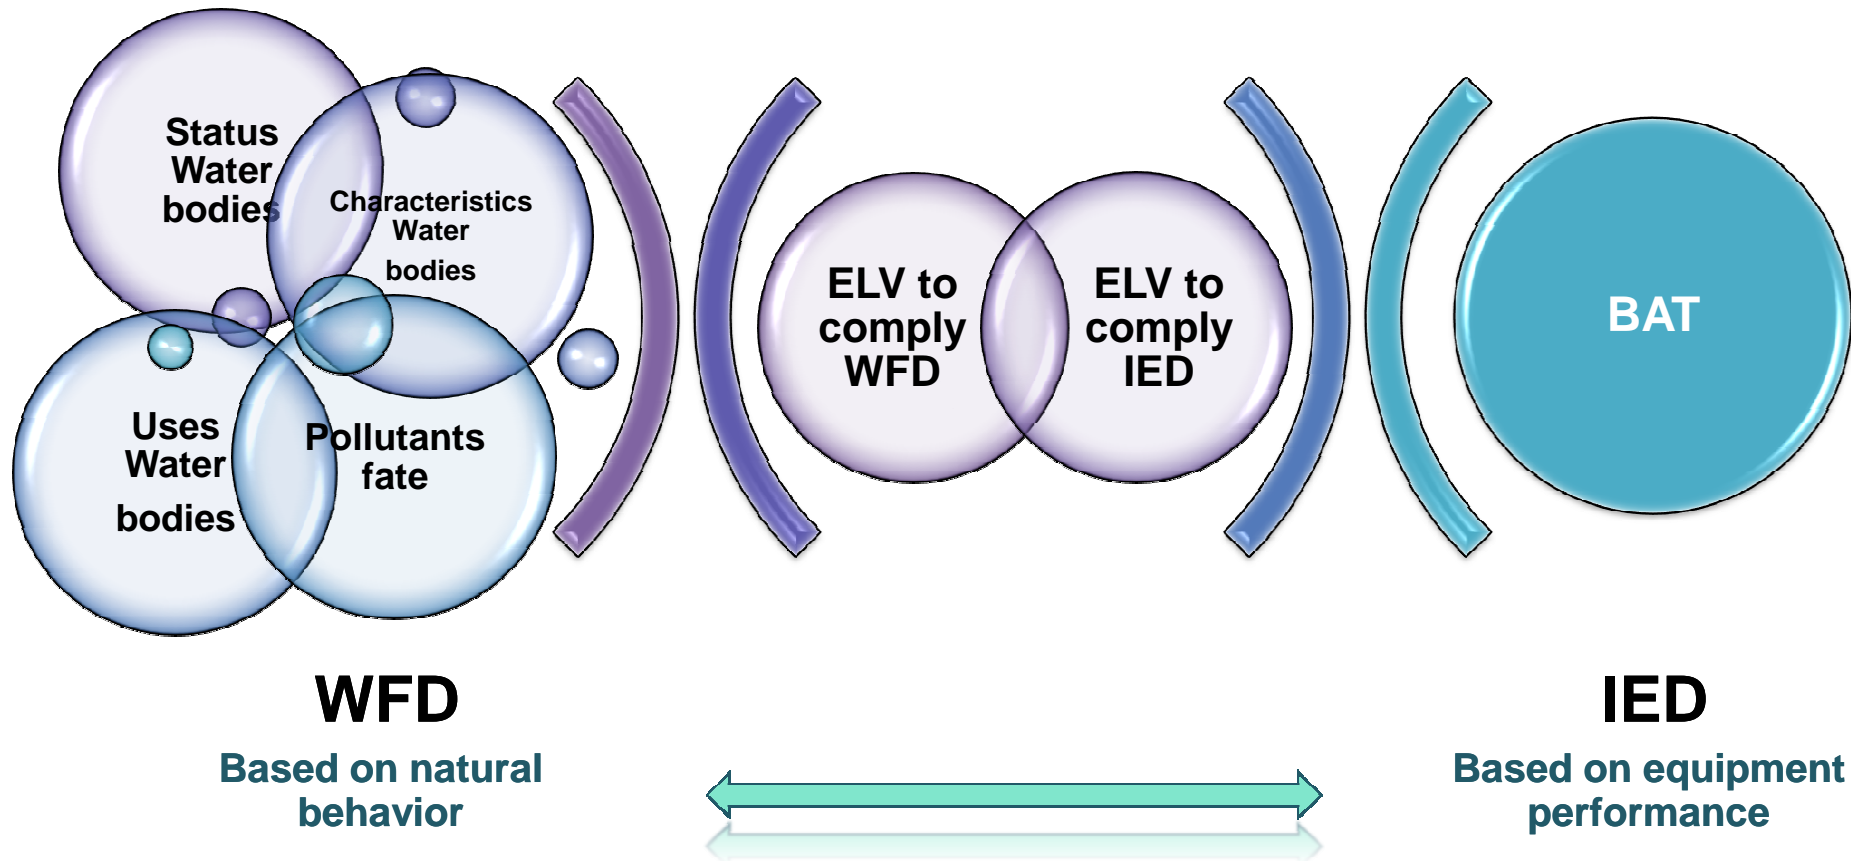 Status
Water
bodies
Characteristics
Water
bodies
Uses
Water
bodies
Pollutants
fate
ELV to
comply
WFD
ELV to
comply
IED
BAT
WFD
Based on natural
behavior
IED
Based on equipment
performance